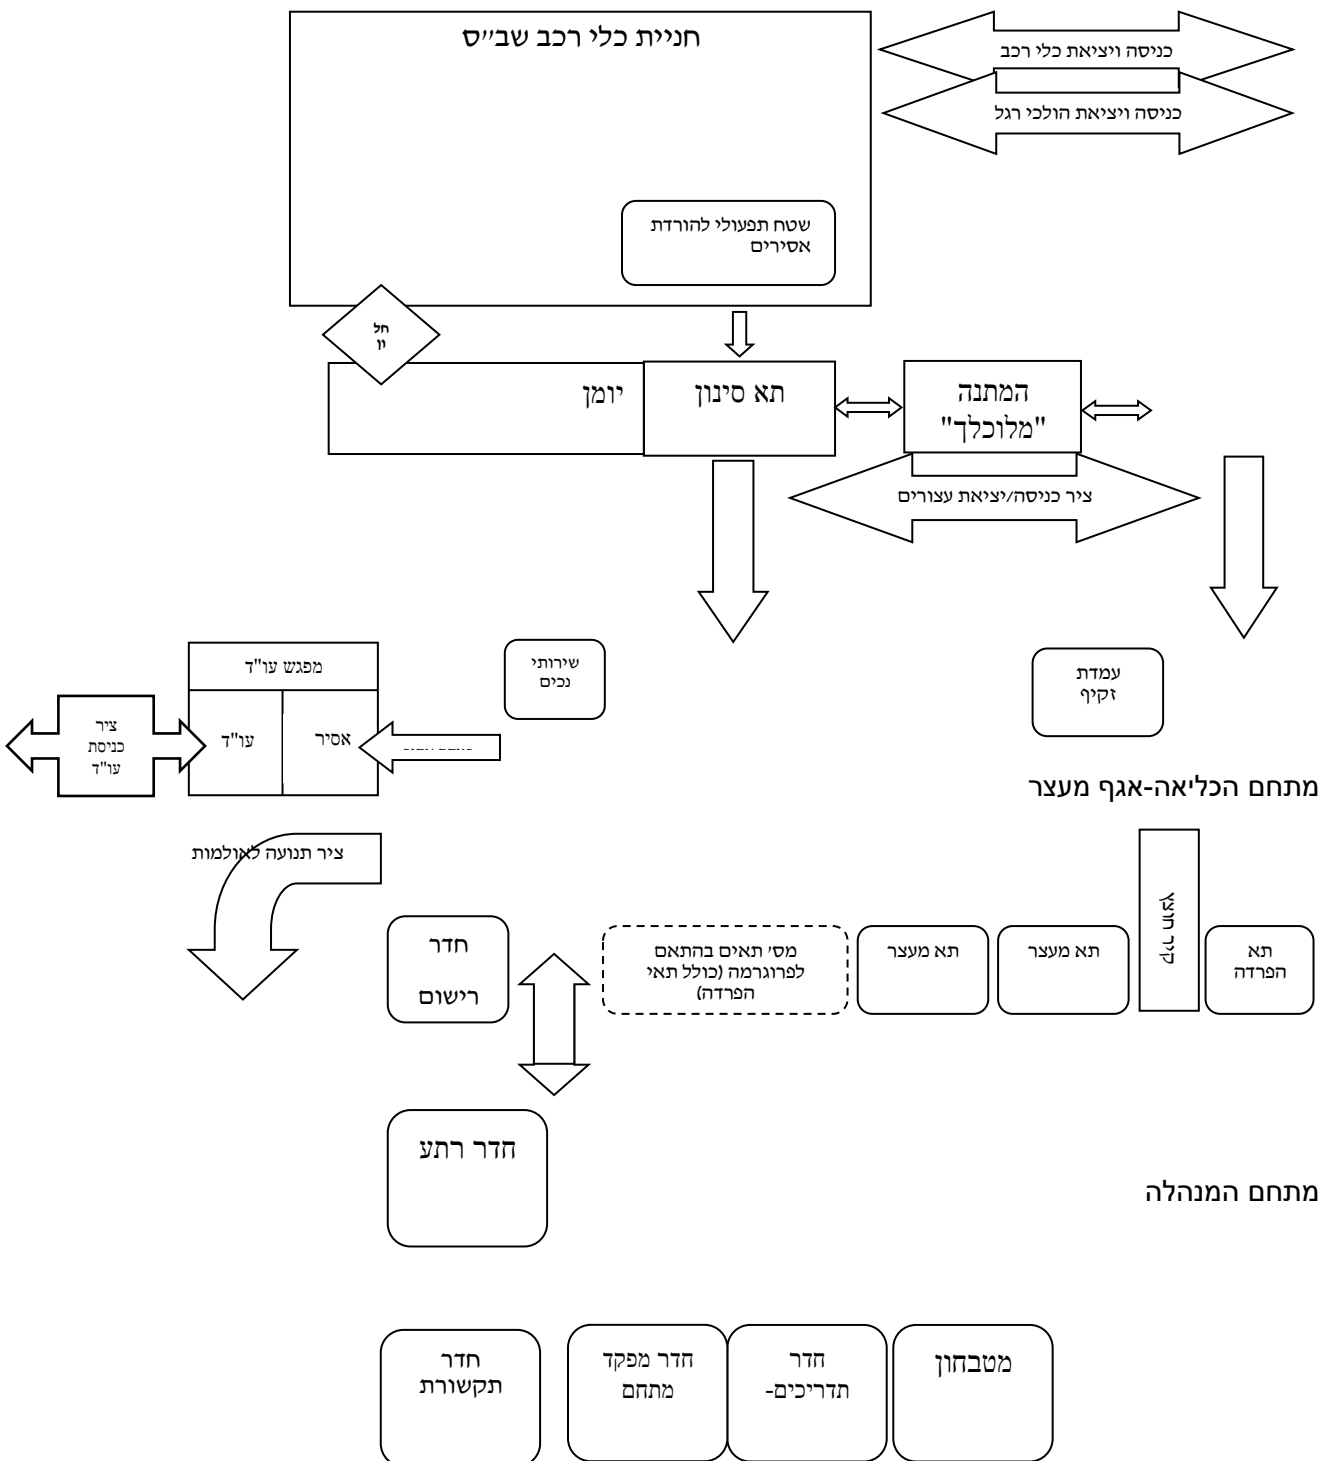 חניית כלי רכב שב״ס
כניסה ויציאת כלי רכב
כניסה ויציאת הולכי רגל
שטח תפעולי להורדת
אסירים
חל
ון
המתנה
"מלוכלך"
תא סינון
יומן
ציר כניסה/יציאת עצורים
שירותי
נכים
עמדת
זקיף
מפגש עו"ד
אסיר
עו"ד
ציר
כניסת
עו"ד
מתחם הכליאה-אגף מעצר
ציר תנועה לאולמות
קיר חוצץ
תא
הפרדה
תא מעצר
תא מעצר
מס׳ תאים בהתאם
לפרוגרמה (כולל תאי
הפרדה)
חדר
רישום
חדר רתע
מתחם המנהלה
מטבחון
חדר
תדריכים-
חדר מפקד
מתחם
חדר
תקשורת